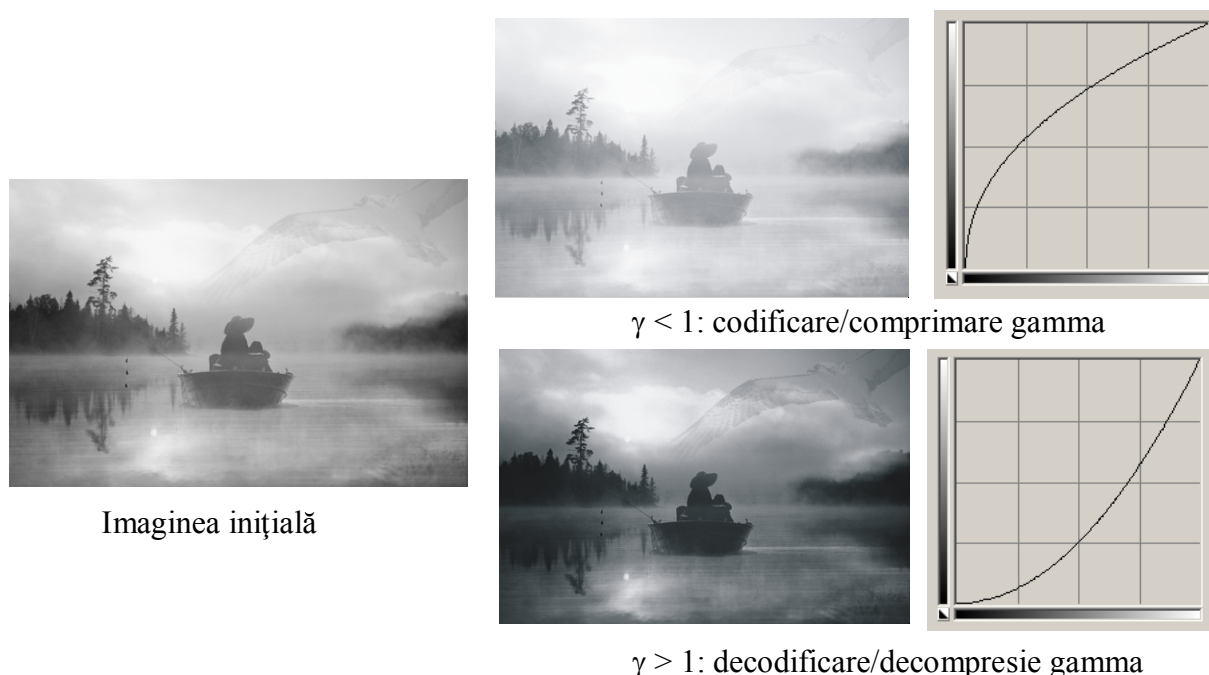 γ < 1: codificare/comprimare gamma
Imaginea iniţială
γ > 1: decodificare/decompresie gamma